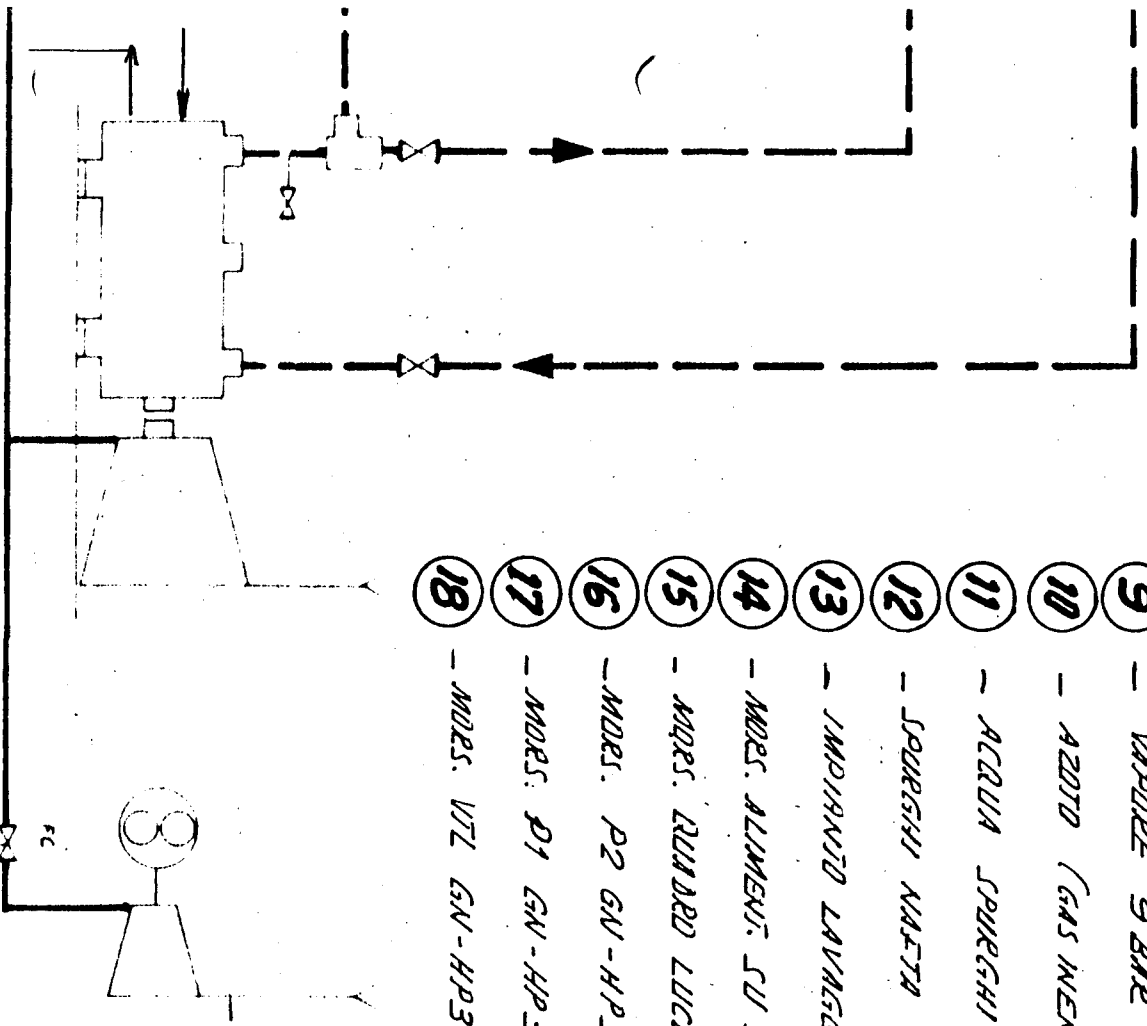 9 - VAPORE 9 BAR
10 - AZOTO (GAS INER
11 - ACQUA SPURGHI
12 - SPURGHI NAFTA
13 - IMPIANTO LAVAGG
14 - MORS. ALIMENT. SU
15 - MORS. QUADRO LUC
16 - MORS. P2 GN-HP
17 - MORS. P1 GN-HP
18 - MORS. VTL GN-HP3
FC